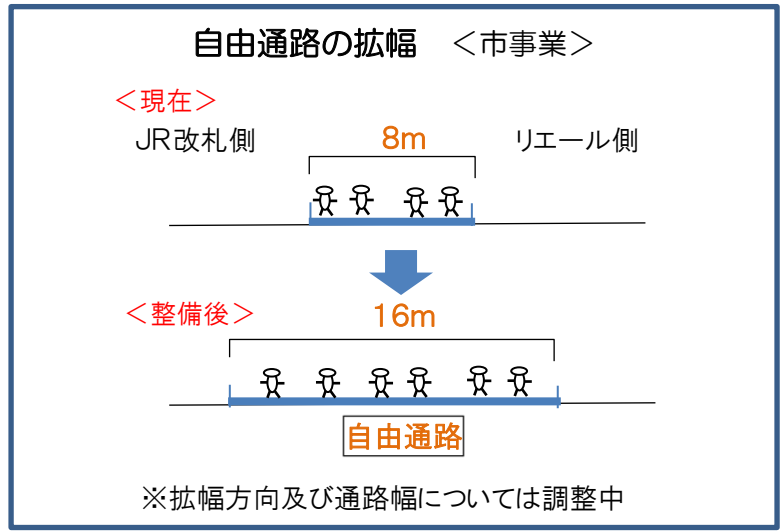 自由通路の拡幅 ＜市事業＞
＜現在＞
JR改札側 8m リエール側
＜整備後＞ 16m
自由通路
※拡幅方向及び通路幅については調整中